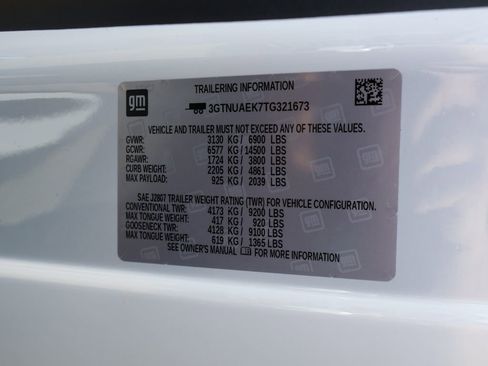 gm
TRAILERING INFORMATION
3GTNUAEK7TG321673
VEHICLE AND TRAILER MUST NOT EXCEED ANY OF THESE VALUES.
GVWR: 3130 KG / 6900 LBS
GCWR: 6577 KG / 14500 LBS
RGAWR: 1724 KG / 3800 LBS
CURB WEIGHT: 2205 KG / 4861 LBS
MAX PAYLOAD: 925 KG / 2039 LBS
SAE J2807 TRAILER WEIGHT RATING (TWR) FOR VEHICLE CONFIGURATION.
CONVENTIONAL TWR: 4173 KG / 9200 LBS
MAX TONGUE WEIGHT: 417 KG / 920 LBS
GOOSENECK TWR: 4128 KG / 9100 LBS
MAX TONGUE WEIGHT: 619 KG / 1365 LBS
SEE OWNER'S MANUAL FOR MORE INFORMATION